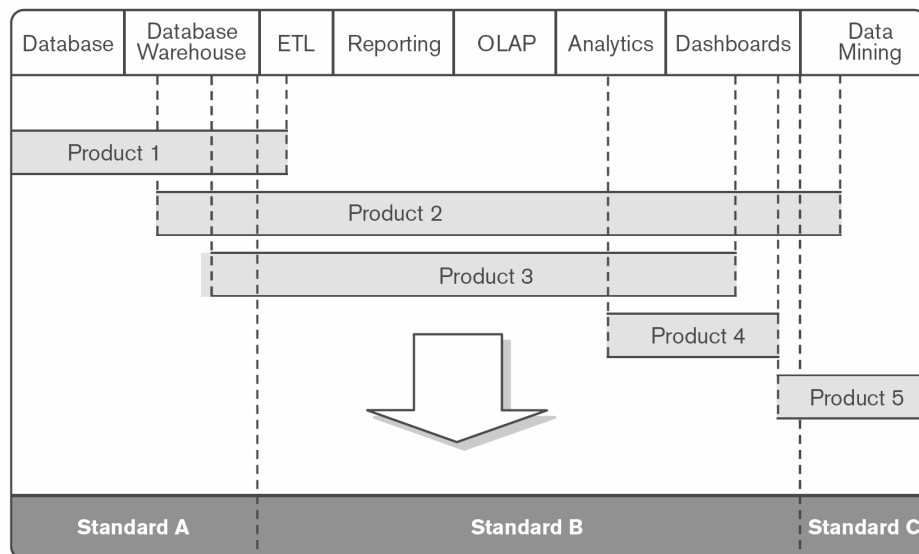 Database
Database
Warehouse
ETL
Reporting
OLAP
Analytics
Dashboards
Data
Mining
Product 1
Product 2
Product 3
Product 4
Product 5
Standard A
Standard B
Standard C